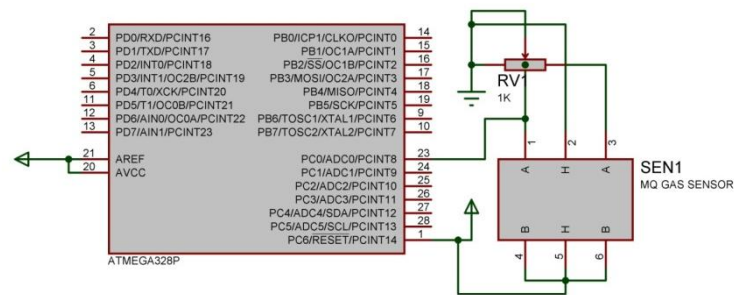 2 PD0/RXD/PCINT16 PB0/ICP1/CLKO/PCINT0 14
3 PD1/TXD/PCINT17 PB1/OC1A/PCINT1 15
4 PD2/INT0/PCINT18 PB2/SS/OC1B/PCINT2 16
5 PD3/INT1/OC2B/PCINT19 PB3/MOSI/OC2A/PCINT3 17
6 PD4/T0/XCK/PCINT20 PB4/MISO/PCINT4 18
11 PD5/T1/OC0B/PCINT21 PB5/SCK/PCINT5 19
12 PD6/AIN0/OC0A/PCINT22 PB6/TOSC1/XTAL1/PCINT6 9
13 PD7/AIN1/PCINT23 PB7/TOSC2/XTAL2/PCINT7 10
21 AREF PC0/ADC0/PCINT8 23
20 AVCC PC1/ADC1/PCINT9 24
PC2/ADC2/PCINT10 25
PC3/ADC3/PCINT11 26
PC4/ADC4/SDA/PCINT12 27
PC5/ADC5/SCL/PCINT13 28
PC6/RESET/PCINT14 1
ATMEGA328P
RV1
1K
1 2 3
A H A
SEN1
MQ GAS SENSOR
B H B
4 5 6